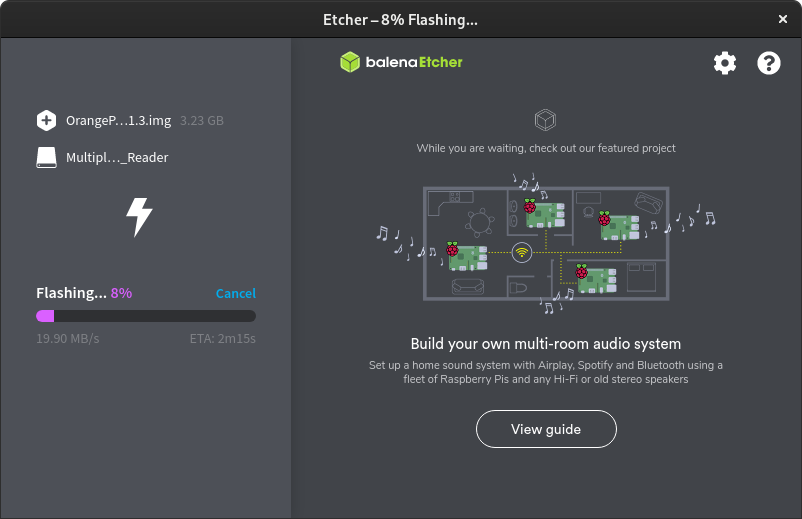 Etcher – 8% Flashing...
balenaEtcher
OrangeP...1.3.img 3.23 GB
Multipl..._Reader
While you are waiting, check out our featured project
Flashing... 8% Cancel
19.90 MB/s ETA: 2m15s
Build your own multi-room audio system
Set up a home sound system with Airplay, Spotify and Bluetooth using a
fleet of Raspberry Pis and any Hi-Fi or old stereo speakers
View guide